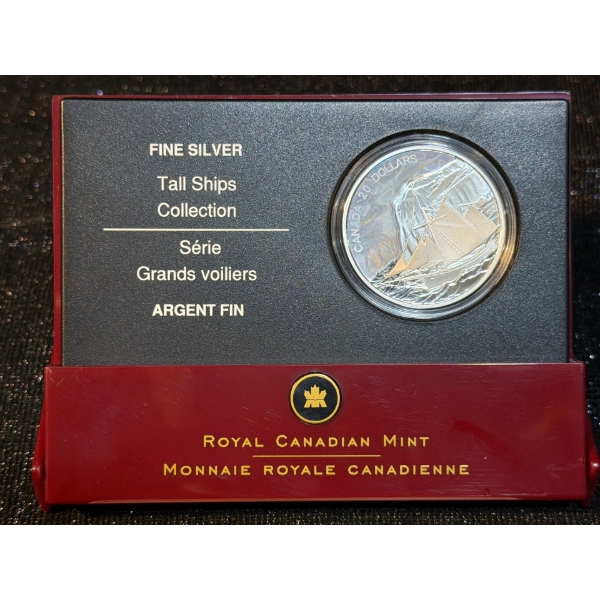 FINE SILVER
Tall Ships
Collection
Série
Grands voiliers
ARGENT FIN
CANADA 20 DOLLARS
ROYAL CANADIAN MINT
MONNAIE ROYALE CANADIENNE